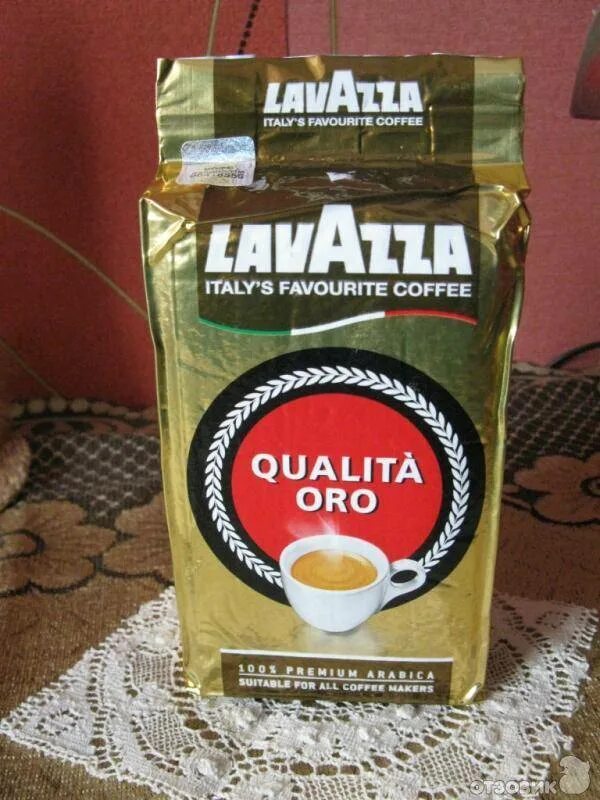 LAVAZZA
ITALY'S FAVOURITE COFFEE
LAVAZZA
ITALY'S FAVOURITE COFFEE
QUALITÀ
ORO
100% PREMIUM ARABICA
SUITABLE FOR ALL COFFEE MAKERS
ОТЗОВИК